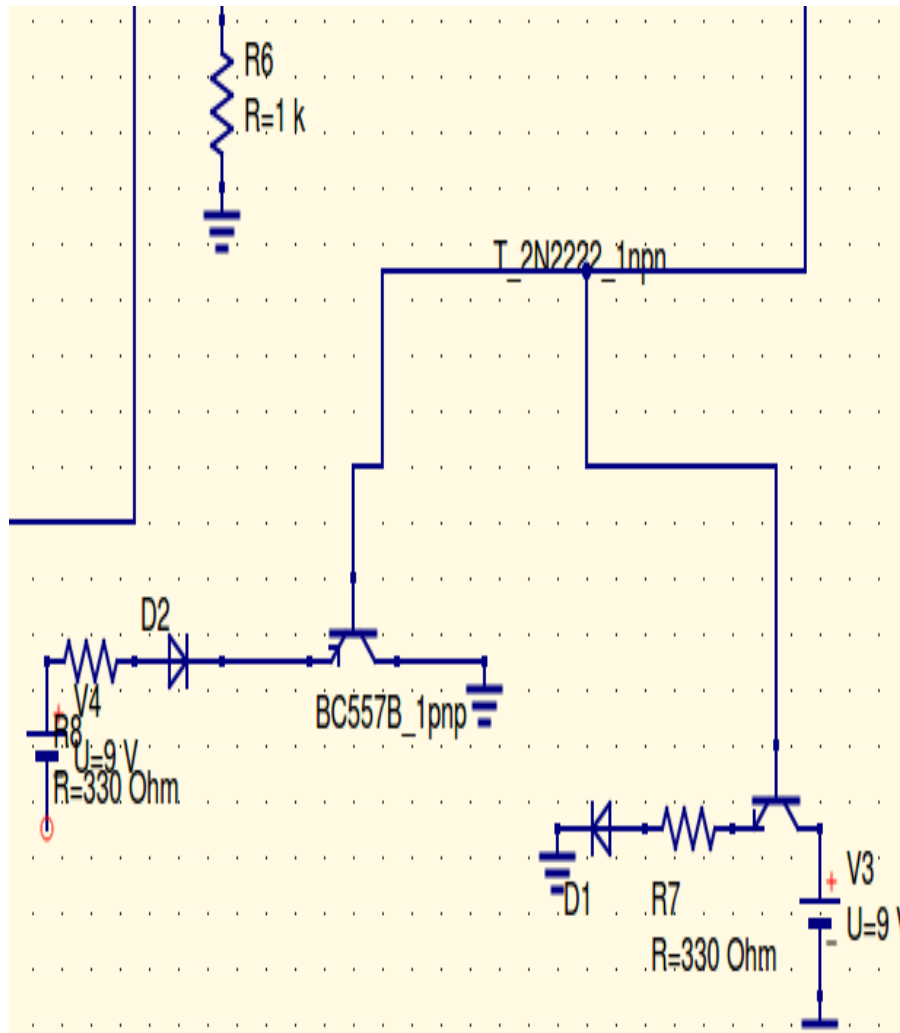 R6
R=1 k
T_2N2222_1npn
D2
V4
R8
U=9 V
R=330 Ohm
BC557B_1pnp
D1
R7
R=330 Ohm
V3
U=9 V